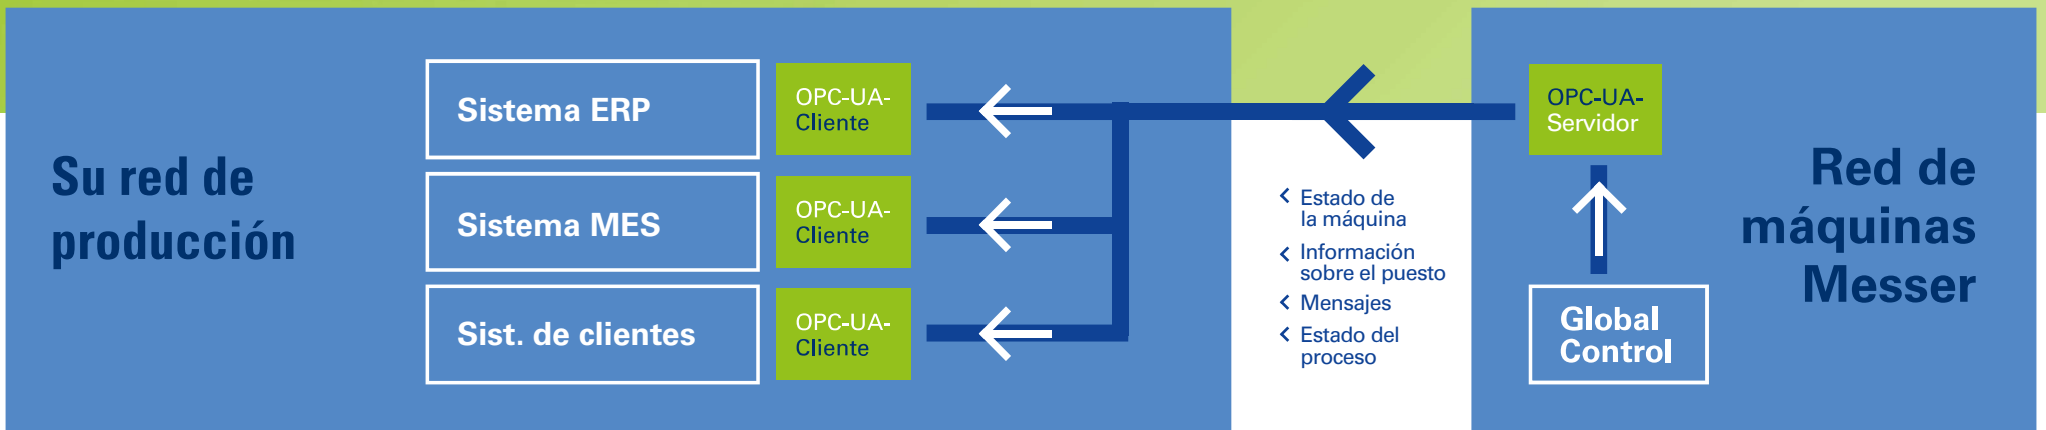 Su red de
producción
Sistema ERP
OPC-UA-
Cliente
Sistema MES
OPC-UA-
Cliente
Sist. de clientes
OPC-UA-
Cliente
Estado de
la máquina
Información
sobre el puesto
Mensajes
Estado del
proceso
OPC-UA-
Servidor
Global
Control
Red de
máquinas
Messer